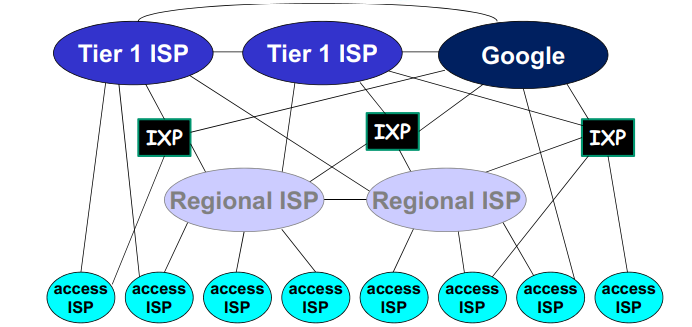 Tier 1 ISP
Tier 1 ISP
Google
IXP
IXP
IXP
Regional ISP
Regional ISP
access
ISP
access
ISP
access
ISP
access
ISP
access
ISP
access
ISP
access
ISP
access
ISP